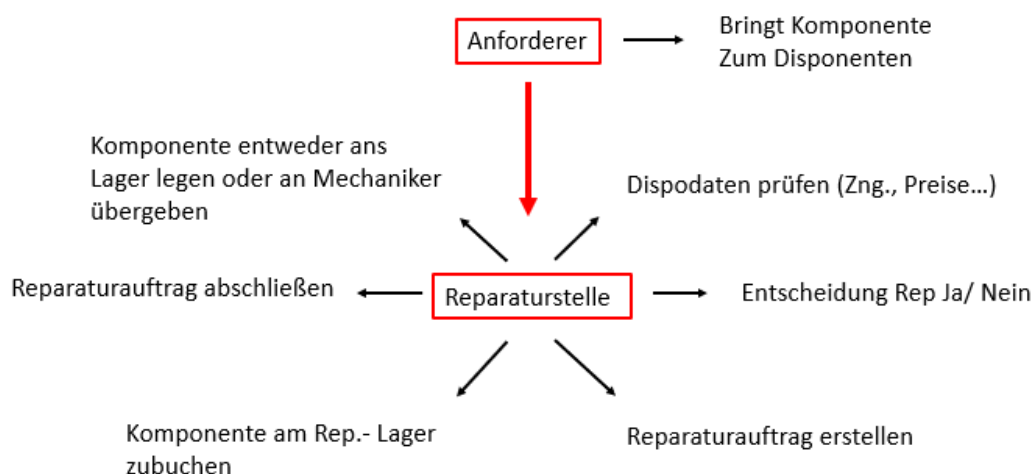 Anforderer
Bringt Komponente
Zum Disponenten
Komponente entweder ans
Lager legen oder an Mechaniker
übergeben
Dispodaten prüfen (Zng., Preise...)
Reparaturauftrag abschließen
Reparaturstelle
Entscheidung Rep Ja/ Nein
Komponente am Rep.- Lager
zubuchen
Reparaturauftrag erstellen